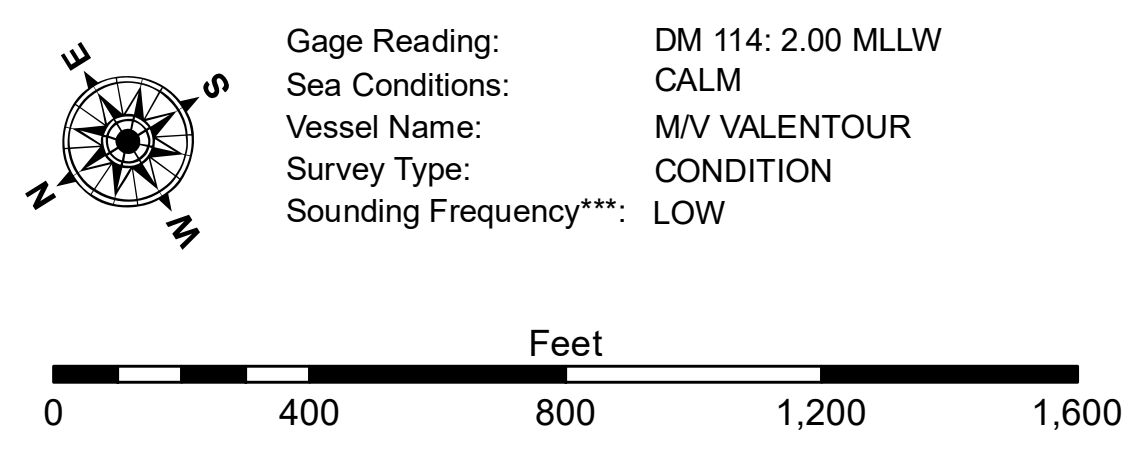 E
S
N
W
Gage Reading: DM 114: 2.00 MLLW
Sea Conditions: CALM
Vessel Name: M/V VALENTOUR
Survey Type: CONDITION
Sounding Frequency***: LOW
Feet
0 400 800 1,200 1,600